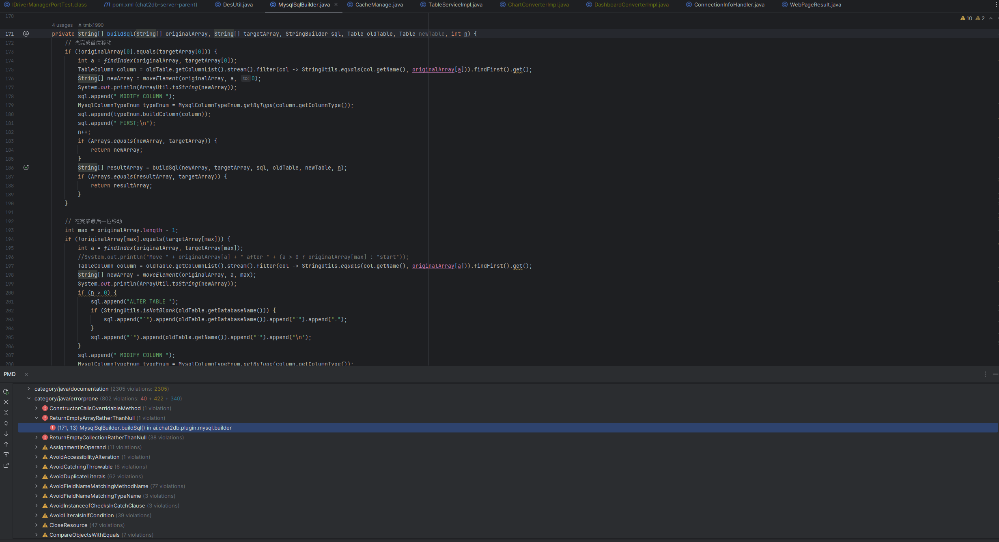 IDriverManagerPortTest.class pom.xml (chat2db-server-parent) DesUtil.java MysqlSqlBuilder.java CacheManage.java TableServiceImpl.java ChartConverterImpl.java DashboardConverterImpl.java ConnectionInfoHandler.java WebPageResult.java
170 10 2
4 usages tmlx1990
171 private String[] buildSql(String[] originalArray, String[] targetArray, StringBuilder sql, Table oldTable, Table newTable, int n) {
172 // 先完成首位移动
173 if (!originalArray[0].equals(targetArray[0])) {
174 int a = findIndex(originalArray, targetArray[0]);
175 TableColumn column = oldTable.getColumnList().stream().filter(col -> StringUtils.equals(col.getName(), originalArray[a])).findFirst().get();
176 String[] newArray = moveElement(originalArray, a, to: 0);
177 System.out.println(ArrayUtil.toString(newArray));
178 sql.append(" MODIFY COLUMN ");
179 MysqlColumnTypeEnum typeEnum = MysqlColumnTypeEnum.getByType(column.getColumnType());
180 sql.append(typeEnum.buildColumn(column));
181 sql.append(" FIRST;\n");
182 n++;
183 if (Arrays.equals(newArray, targetArray)) {
184 return newArray;
185 }
186 String[] resultArray = buildSql(newArray, targetArray, sql, oldTable, newTable, n);
187 if (Arrays.equals(resultArray, targetArray)) {
188 return resultArray;
189 }
190 }
191
192 // 在完成最后一位移动
193 int max = originalArray.length - 1;
194 if (!originalArray[max].equals(targetArray[max])) {
195 int a = findIndex(originalArray, targetArray[max]);
196 //System.out.println("Move " + originalArray[a] + " after " + (a > 0 ? originalArray[max] : "start"));
197 TableColumn column = oldTable.getColumnList().stream().filter(col -> StringUtils.equals(col.getName(), originalArray[a])).findFirst().get();
198 String[] newArray = moveElement(originalArray, a, max);
199 System.out.println(ArrayUtil.toString(newArray));
200 if (n > 0) {
201 sql.append("ALTER TABLE ");
202 if (StringUtils.isNotBlank(oldTable.getDatabaseName())) {
203 sql.append("`").append(oldTable.getDatabaseName()).append("`").append(".");
204 }
205 sql.append("`").append(oldTable.getName()).append("`").append("\n");
206 }
207 sql.append(" MODIFY COLUMN ");
208 MysqlColumnTypeEnum typeEnum = MysqlColumnTypeEnum.getByType(column.getColumnType());
PMD
category/java/documentation (2305 violations: 2305)
category/java/errorprone (802 violations: 40 + 422 + 340)
ConstructorCallsOverridableMethod (1 violation)
ReturnEmptyArrayRatherThanNull (1 violation)
(171, 13) MysqlSqlBuilder.buildSql() in ai.chat2db.plugin.mysql.builder
ReturnEmptyCollectionRatherThanNull (38 violations)
AssignmentInOperand (11 violations)
AvoidAccessibilityAlteration (1 violation)
AvoidCatchingThrowable (6 violations)
AvoidDuplicateLiterals (62 violations)
AvoidFieldNameMatchingMethodName (77 violations)
AvoidFieldNameMatchingTypeName (3 violations)
AvoidInstanceofChecksInCatchClause (3 violations)
AvoidLiteralsInIfCondition (39 violations)
CloseResource (47 violations)
CompareObjectsWithEquals (7 violations)